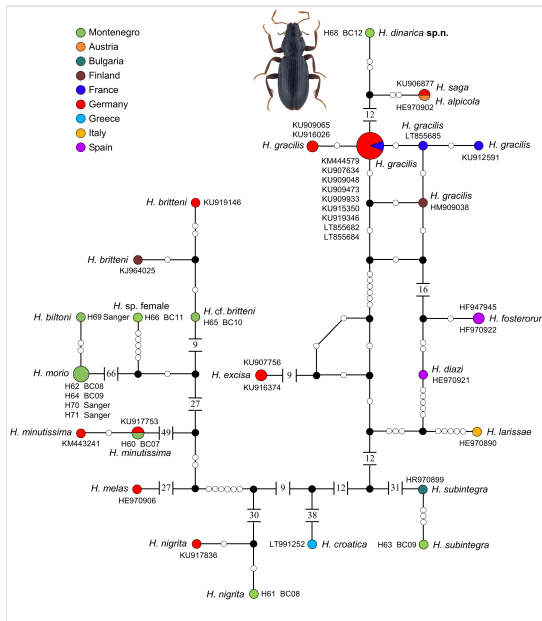 Montenegro
Austria
Bulgaria
Finland
France
Germany
Greece
Italy
Spain
H68 BC12
H. dinarica sp.n.
KU906877
HE970902
H. saga
H. alpicola
12
KU909065
KU916026
H. gracilis
H. gracilis
LT855685
H. gracilis
KU912591
H. gracilis
KM444579
KU907634
KU909048
KU909473
KU909933
KU915350
KU919346
LT855682
LT855684
H. gracilis
HM909038
H. britteni
KU919146
H. britteni
KJ964025
16
H. biltoni
H69 Sanger
H. sp. female
H66 BC11
H. cf. britteni
H65 BC10
HF947945
HF970922
H. fosterorum
9
H. morio
66
H62 BC08
H64 BC09
H70 Sanger
H71 Sanger
KU907756
KU916374
H. excisa
9
H. diazi
HE970921
27
KU917753
H60 BC07
H. minutissima
KM443241
H. minutissima
49
H. larissae
HE970890
12
H. melas
HE970906
27
9
12
31
HR970899
H. subintegra
30
38
H. nigrita
KU917836
LT991252
H. croatica
H63 BC09
H. subintegra
H. nigrita
H61 BC08